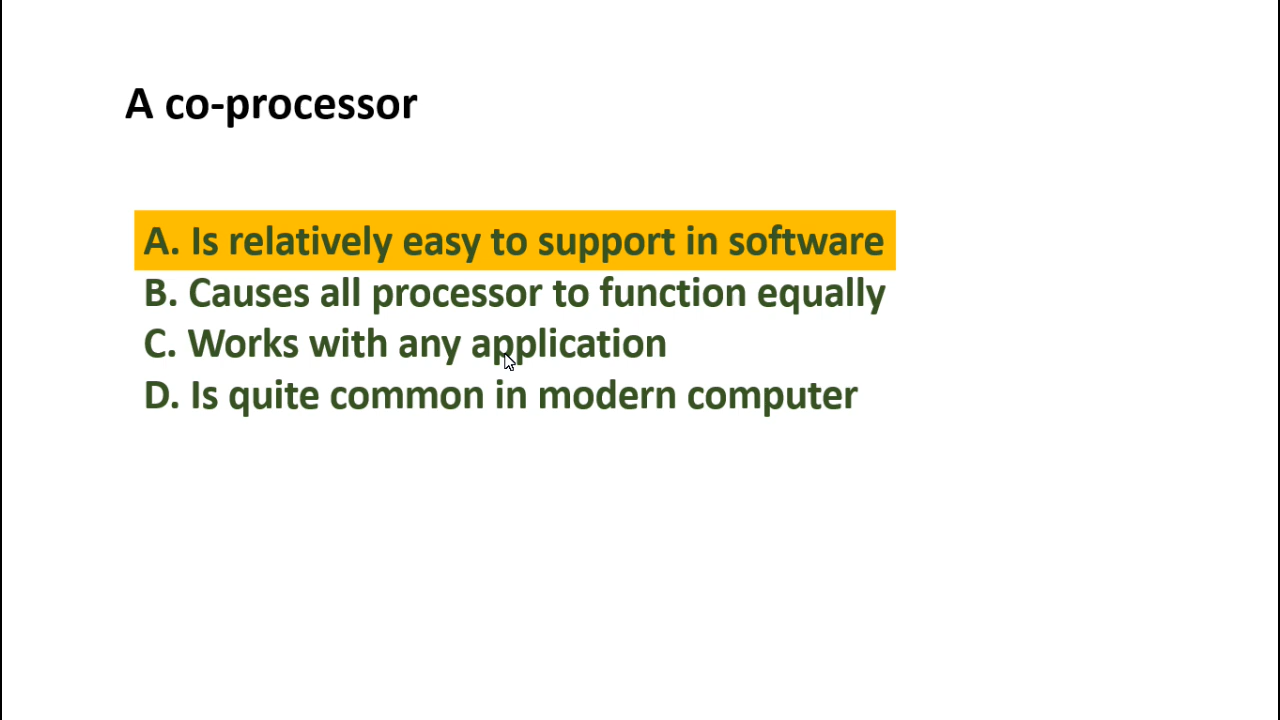 A co-processor
A. Is relatively easy to support in software
B. Causes all processor to function equally
C. Works with any application
D. Is quite common in modern computer